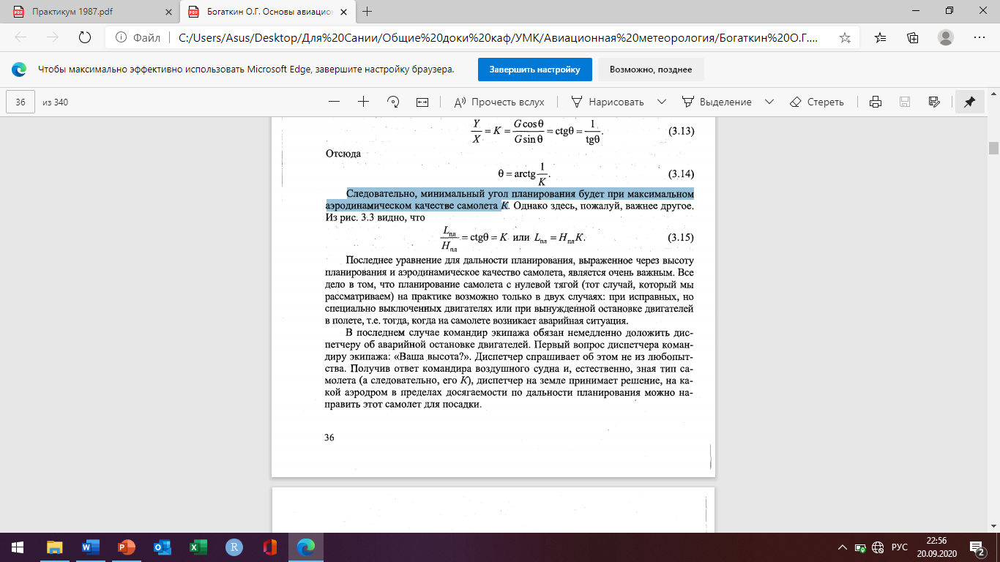 Практикум 1987.pdf
Богаткин О.Г. Основы авиацион
Файл
C:/Users/Asus/Desktop/Для%20Сании/Общие%20доки%20каф/УМК/Авиационная%20метеорология/Богаткин%20О.Г....
Чтобы максимально эффективно использовать Microsoft Edge, завершите настройку браузера.
Завершить настройку
Возможно, позднее
36 из 340
Прочесть вслух
Нарисовать
Выделение
Стереть
Y/X = K = G cos θ / G sin θ = ctgθ = 1/tgθ. (3.13)
Отсюда
θ = arctg 1/K. (3.14)
Следовательно, минимальный угол планирования будет при максимальном
аэродинамическом качестве самолета K. Однако здесь, пожалуй, важнее другое.
Из рис. 3.3 видно, что
Lпл/Hпл = ctgθ = K или Lпл = HплK. (3.15)
Последнее уравнение для дальности планирования, выраженное через высоту
планирования и аэродинамическое качество самолета, является очень важным. Все
дело в том, что планирование самолета с нулевой тягой (тот случай, который мы
рассматриваем) на практике возможно только в двух случаях: при исправных, но
специально выключенных двигателях или при вынужденной остановке двигателей
в полете, т.е. тогда, когда на самолете возникает аварийная ситуация.
В последнем случае командир экипажа обязан немедленно доложить дис-
петчеру об аварийной остановке двигателей. Первый вопрос диспетчера коман-
диру экипажа: «Ваша высота?». Диспетчер спрашивает об этом не из любопыт-
ства. Получив ответ командира воздушного судна и, естественно, зная тип са-
молета (а следовательно, его K), диспетчер на земле принимает решение, на ка-
кой аэродром в пределах досягаемости по дальности планирования можно на-
править этот самолет для посадки.
36
РУС
22:56
20.09.2020
2